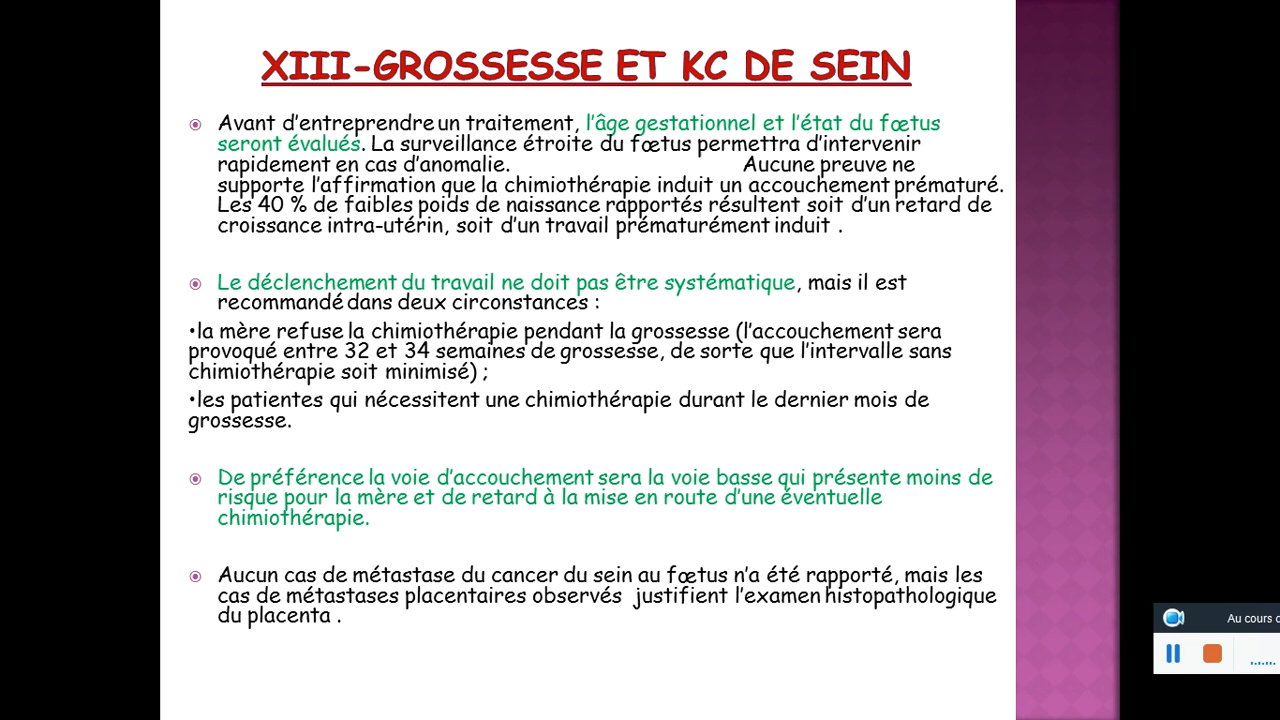 XIII-GROSSESSE ET KC DE SEIN
Avant d'entreprendre un traitement, l'âge gestationnel et l'état du fœtus
seront évalués. La surveillance étroite du fœtus permettra d'intervenir
rapidement en cas d'anomalie. Aucune preuve ne
supporte l'affirmation que la chimiothérapie induit un accouchement prématuré.
Les 40 % de faibles poids de naissance rapportés résultent soit d'un retard de
croissance intra-utérin, soit d'un travail prématurément induit .
Le déclenchement du travail ne doit pas être systématique, mais il est
recommandé dans deux circonstances :
•la mère refuse la chimiothérapie pendant la grossesse (l'accouchement sera
provoqué entre 32 et 34 semaines de grossesse, de sorte que l'intervalle sans
chimiothérapie soit minimisé) ;
•les patientes qui nécessitent une chimiothérapie durant le dernier mois de
grossesse.
De préférence la voie d'accouchement sera la voie basse qui présente moins de
risque pour la mère et de retard à la mise en route d'une éventuelle
chimiothérapie.
Aucun cas de métastase du cancer du sein au fœtus n'a été rapporté, mais les
cas de métastases placentaires observés justifient l'examen histopathologique
du placenta .
Au cours